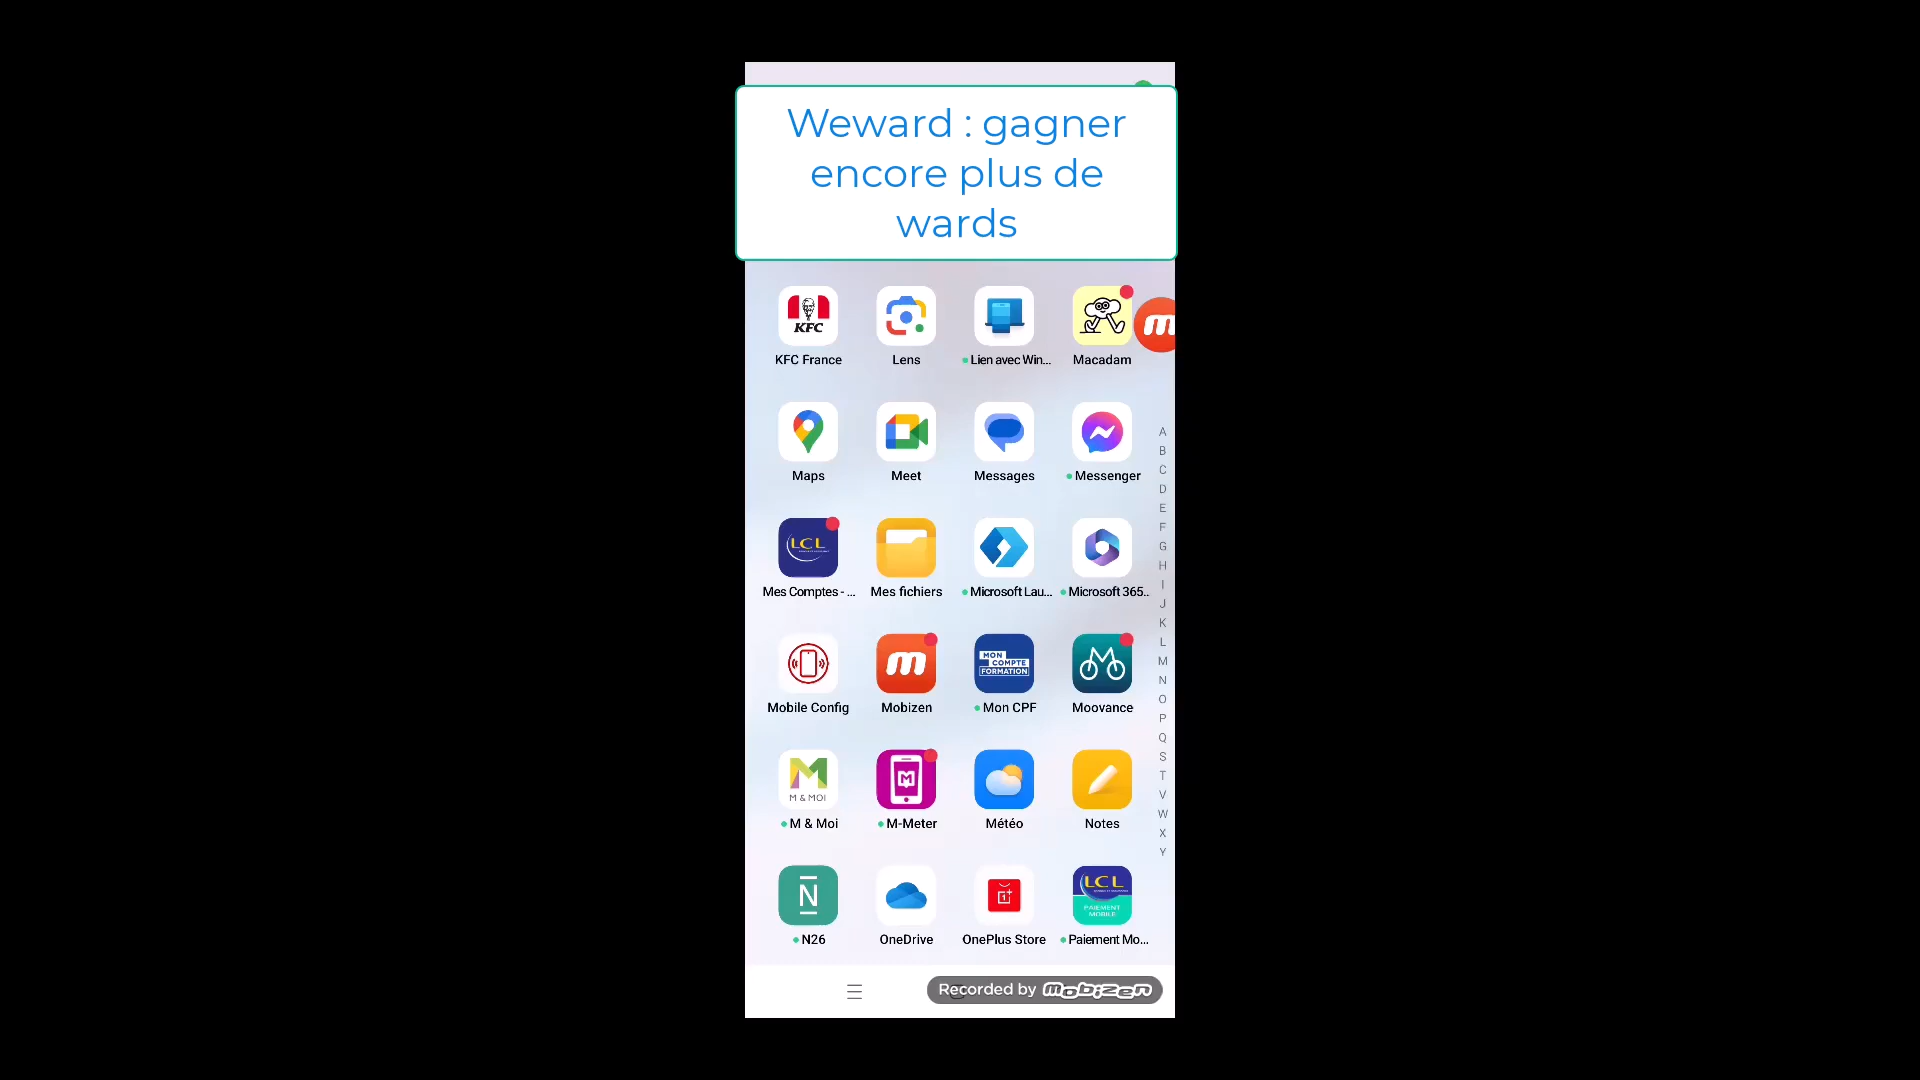 Weward : gagner
encore plus de
wards
KFC
KFC France
Lens
Lien avec Win...
Macadam
m
Maps
Meet
Messages
Messenger
A
B
C
D
E
F
G
H
I
J
K
L
M
N
O
P
Q
S
T
V
W
X
Y
LCL
Mes Comptes - ...
Mes fichiers
Microsoft Lau...
Microsoft 365..
Mobile Config
m
Mobizen
MON
COMPTE
FORMATION
Mon CPF
Moovance
M
M & MOI
M & Moi
M
M-Meter
Météo
Notes
N
N26
OneDrive
1+
OnePlus Store
LCL
PAIEMENT
MOBILE
Paiement Mo...
Recorded by mobizen